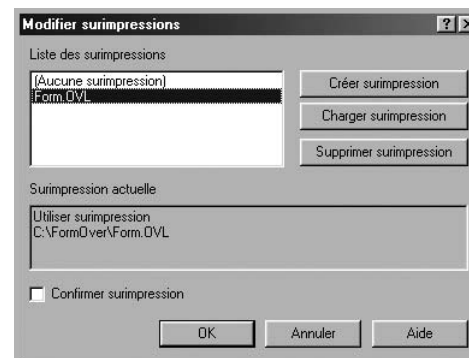 Modifier surimpressions
Liste des surimpressions
(Aucune surimpression)
Form.OVL
Créer surimpression
Charger surimpression
Supprimer surimpression
Surimpression actuelle
Utiliser surimpression
C:\FormOver\Form.OVL
Confirmer surimpression
OK
Annuler
Aide